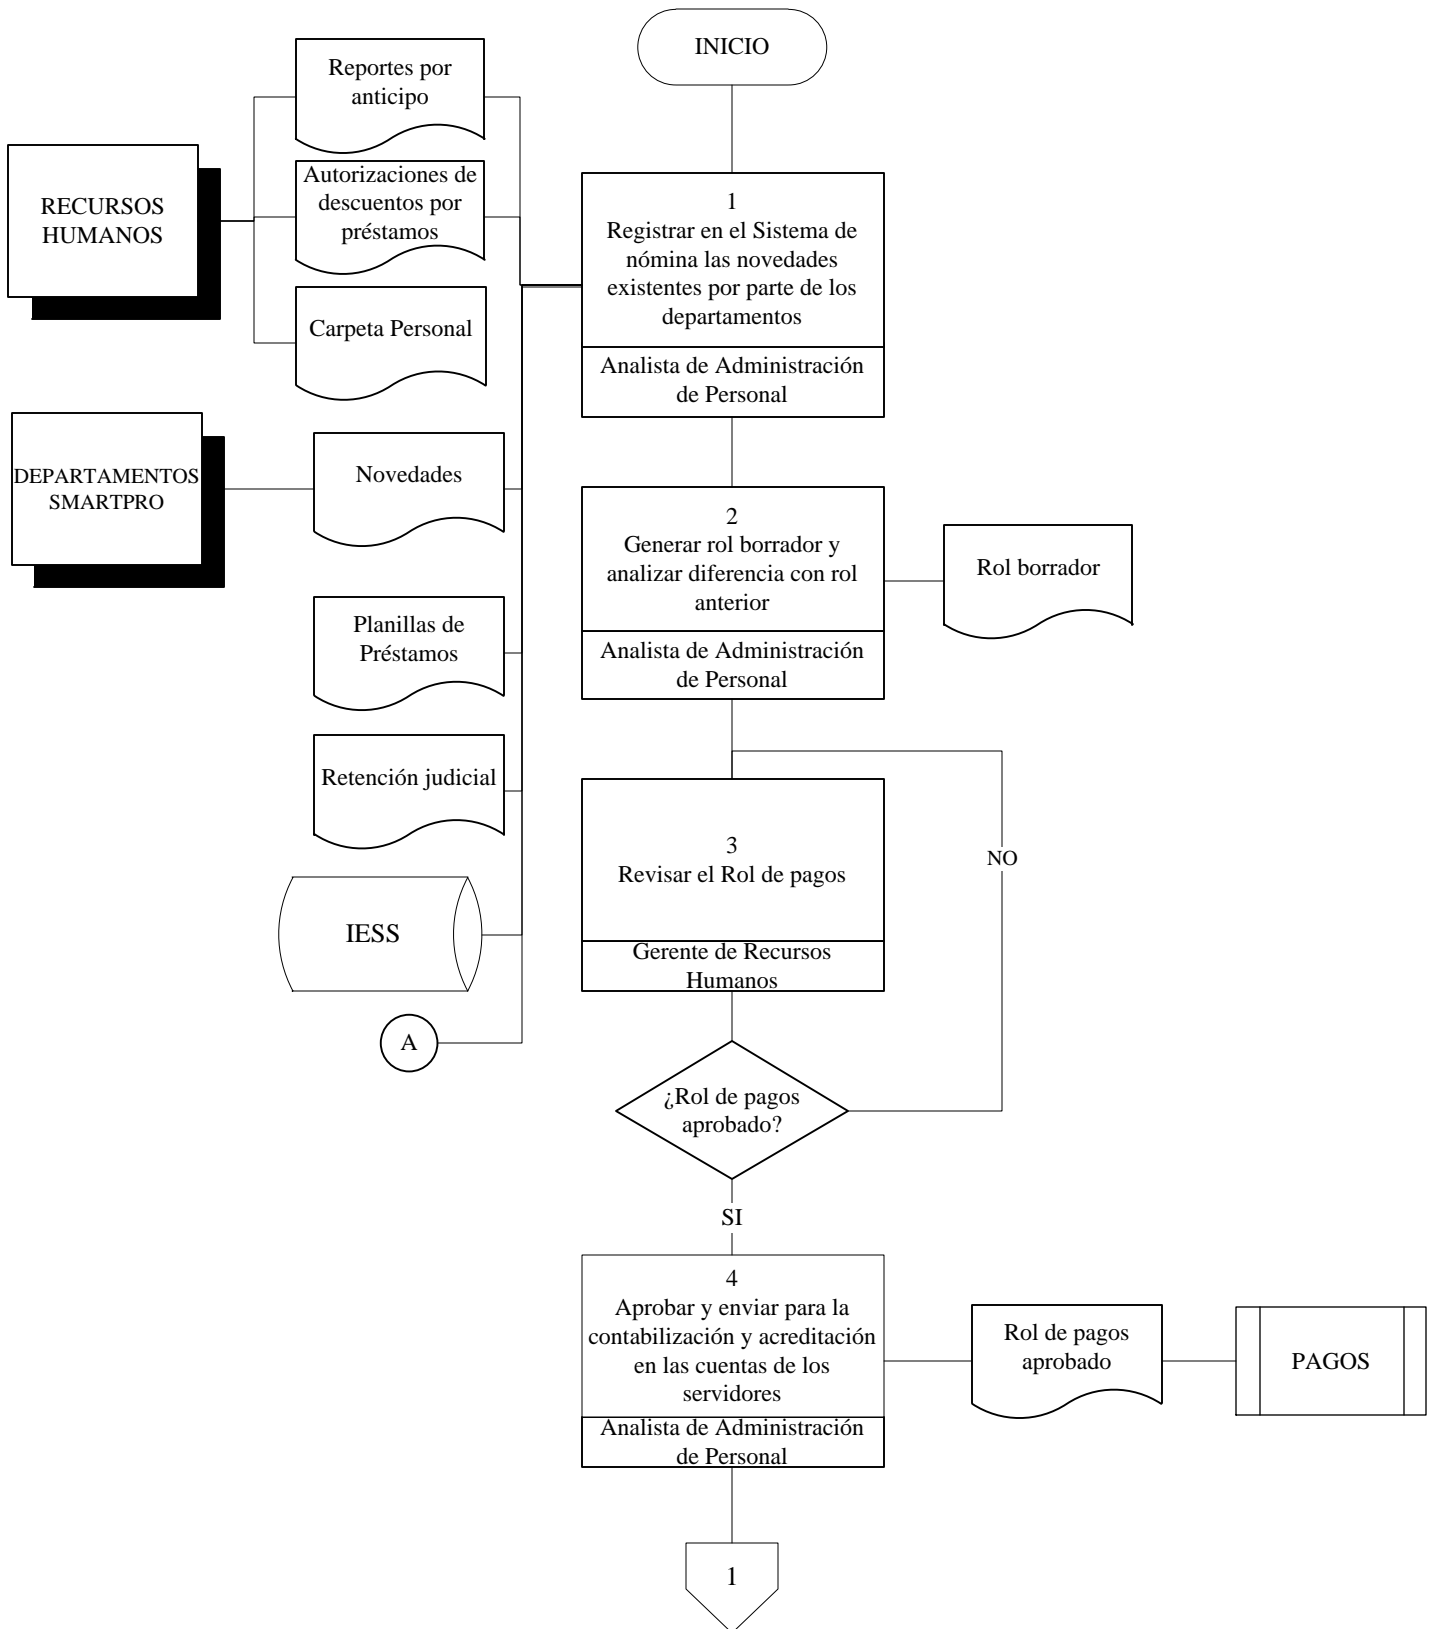 INICIO
Reportes por
anticipo
RECURSOS
HUMANOS
Autorizaciones de
descuentos por
préstamos
Carpeta Personal
1
Registrar en el Sistema de
nómina las novedades
existentes por parte de los
departamentos
Analista de Administración
de Personal
DEPARTAMENTOS
SMARTPRO
Novedades
2
Generar rol borrador y
analizar diferencia con rol
anterior
Analista de Administración
de Personal
Rol borrador
Planillas de
Préstamos
Retención judicial
3
Revisar el Rol de pagos
Gerente de Recursos
Humanos
NO
IESS
A
¿Rol de pagos
aprobado?
SI
4
Aprobar y enviar para la
contabilización y acreditación
en las cuentas de los
servidores
Analista de Administración
de Personal
Rol de pagos
aprobado
PAGOS
1